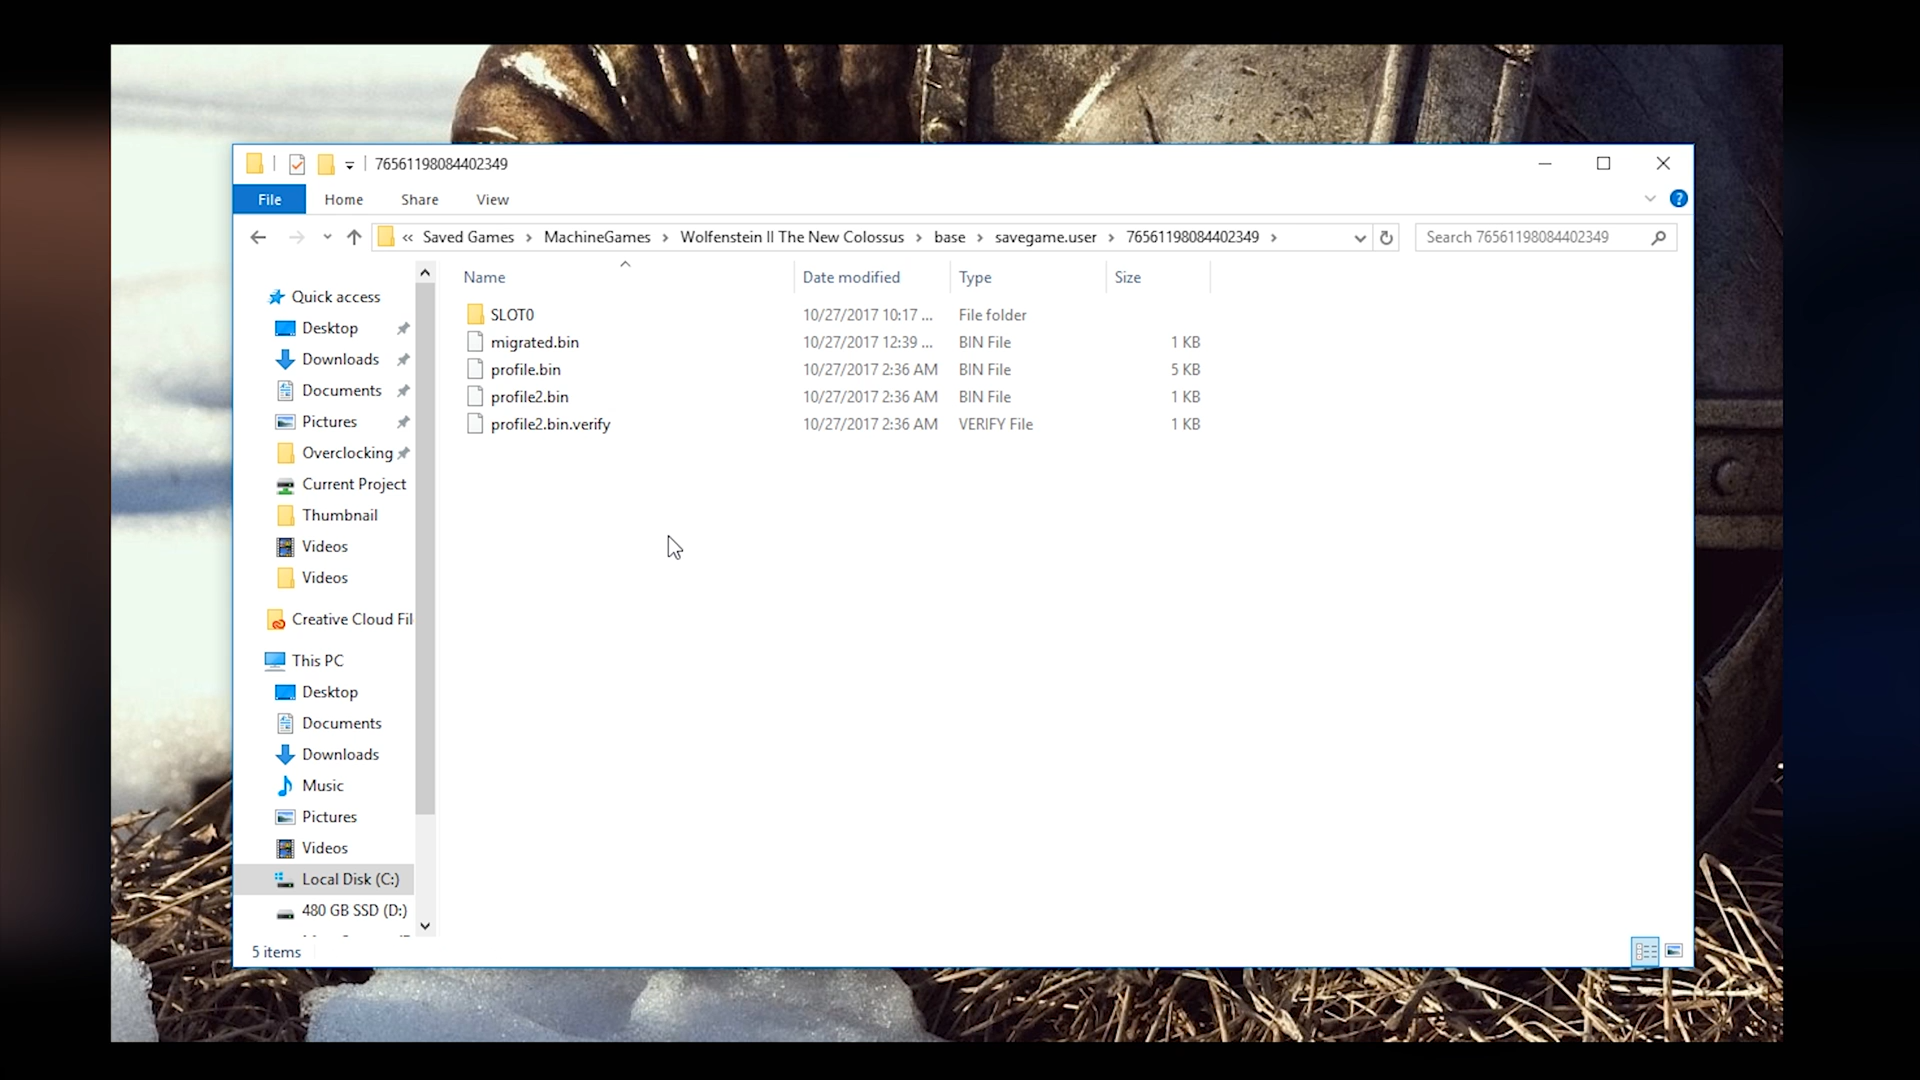 76561198084402349
File Home Share View
« Saved Games > MachineGames > Wolfenstein II The New Colossus > base > savegame.user > 76561198084402349 >
Search 76561198084402349
Name Date modified Type Size
SLOT0 10/27/2017 10:17 ... File folder
migrated.bin 10/27/2017 12:39 ... BIN File 1 KB
profile.bin 10/27/2017 2:36 AM BIN File 5 KB
profile2.bin 10/27/2017 2:36 AM BIN File 1 KB
profile2.bin.verify 10/27/2017 2:36 AM VERIFY File 1 KB
Quick access
Desktop
Downloads
Documents
Pictures
Overclocking
Current Project
Thumbnail
Videos
Videos
Creative Cloud Fil
This PC
Desktop
Documents
Downloads
Music
Pictures
Videos
Local Disk (C:)
480 GB SSD (D:)
5 items